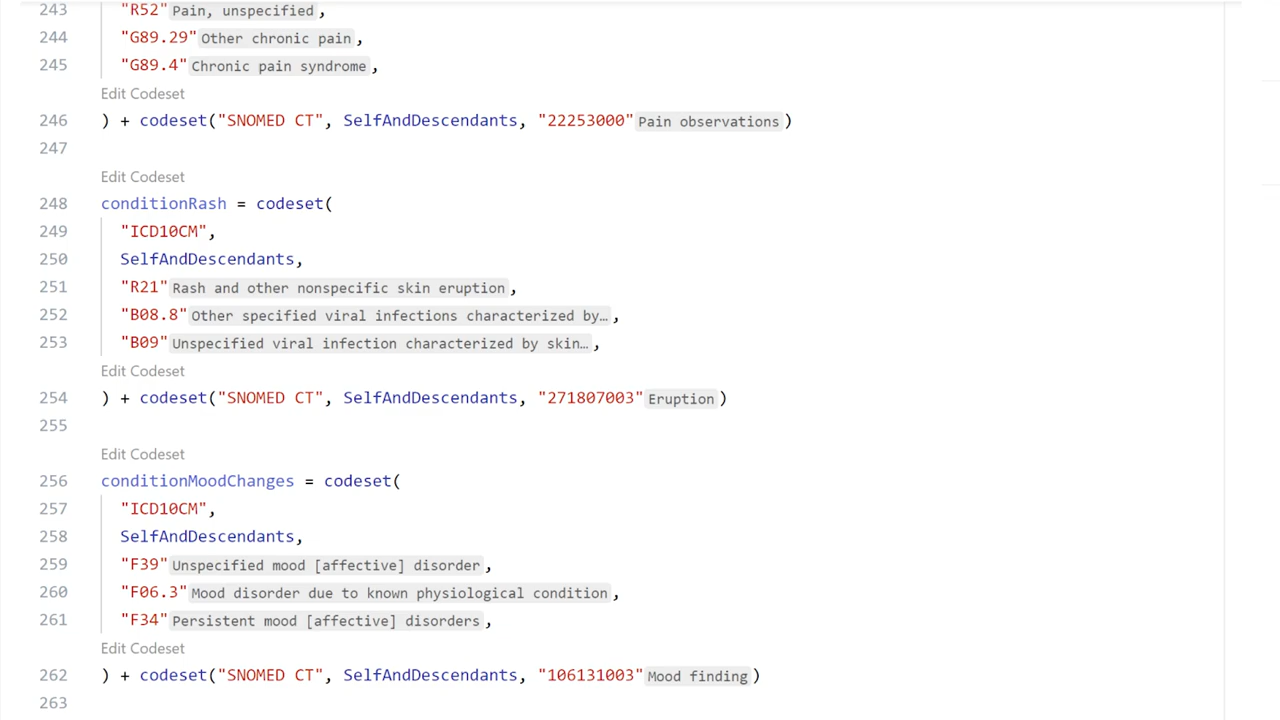 243 "R52" Pain, unspecified ,
244 "G89.29" Other chronic pain ,
245 "G89.4" Chronic pain syndrome ,
Edit Codeset
246 ) + codeset("SNOMED CT", SelfAndDescendants, "22253000" Pain observations )
247
Edit Codeset
248 conditionRash = codeset(
249 "ICD10CM",
250 SelfAndDescendants,
251 "R21" Rash and other nonspecific skin eruption ,
252 "B08.8" Other specified viral infections characterized by… ,
253 "B09" Unspecified viral infection characterized by skin… ,
Edit Codeset
254 ) + codeset("SNOMED CT", SelfAndDescendants, "271807003" Eruption )
255
Edit Codeset
256 conditionMoodChanges = codeset(
257 "ICD10CM",
258 SelfAndDescendants,
259 "F39" Unspecified mood [affective] disorder ,
260 "F06.3" Mood disorder due to known physiological condition ,
261 "F34" Persistent mood [affective] disorders ,
Edit Codeset
262 ) + codeset("SNOMED CT", SelfAndDescendants, "106131003" Mood finding )
263